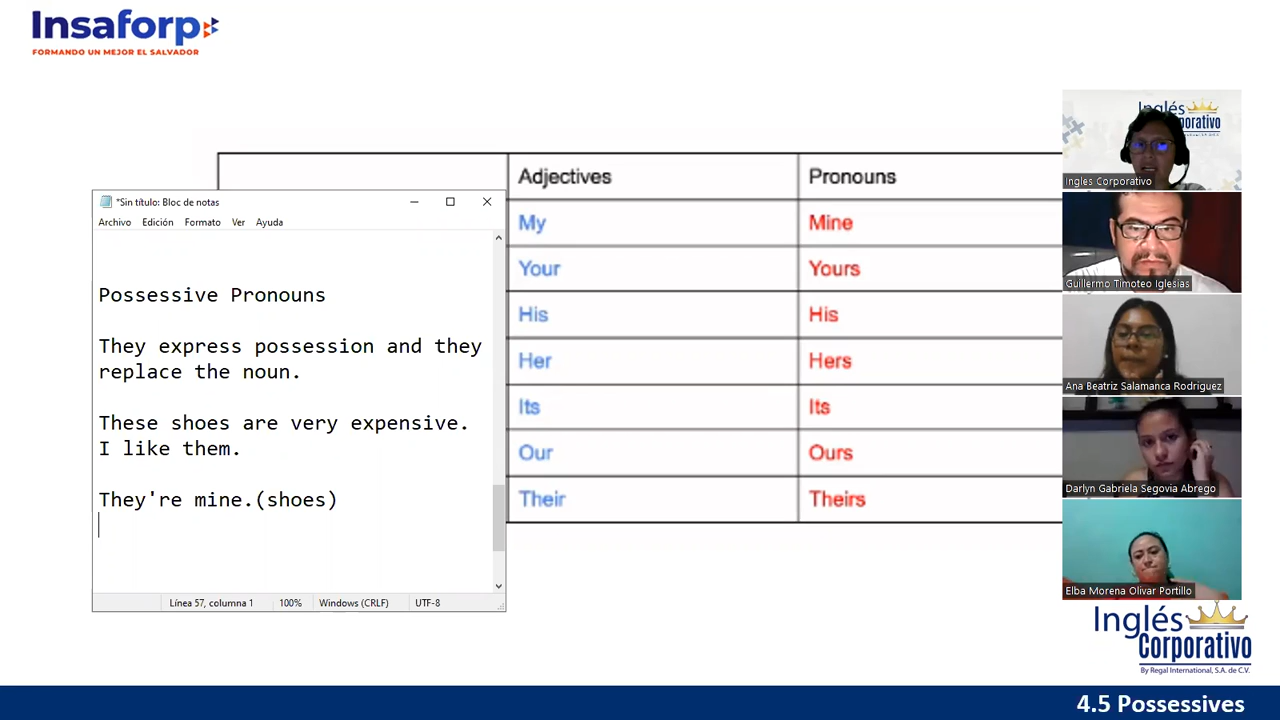 Insaforp
FORMANDO UN MEJOR EL SALVADOR
Adjectives Pronouns
My Mine
Your Yours
His His
Her Hers
Its Its
Our Ours
Their Theirs
*Sin título: Bloc de notas
Archivo Edición Formato Ver Ayuda
Possessive Pronouns
They express possession and they
replace the noun.
These shoes are very expensive.
I like them.
They're mine.(shoes)
Línea 57, columna 1 100% Windows (CRLF) UTF-8
Inglés
Corporativo
Ingles Corporativo
Guillermo Timoteo Iglesias
Ana Beatriz Salamanca Rodriguez
Darlyn Gabriela Segovia Abrego
Elba Morena Olivar Portillo
Inglés
Corporativo
By Regal International, S.A. de C.V.
4.5 Possessives